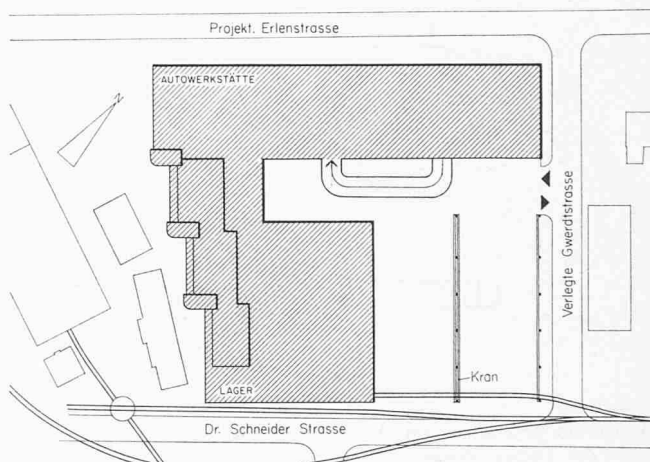 Projekt. Erlenstrasse
AUTOWERKSTÄTTE
N
Verlegte Gwerdtstrasse
Kran
LAGER
Dr. Schneider Strasse